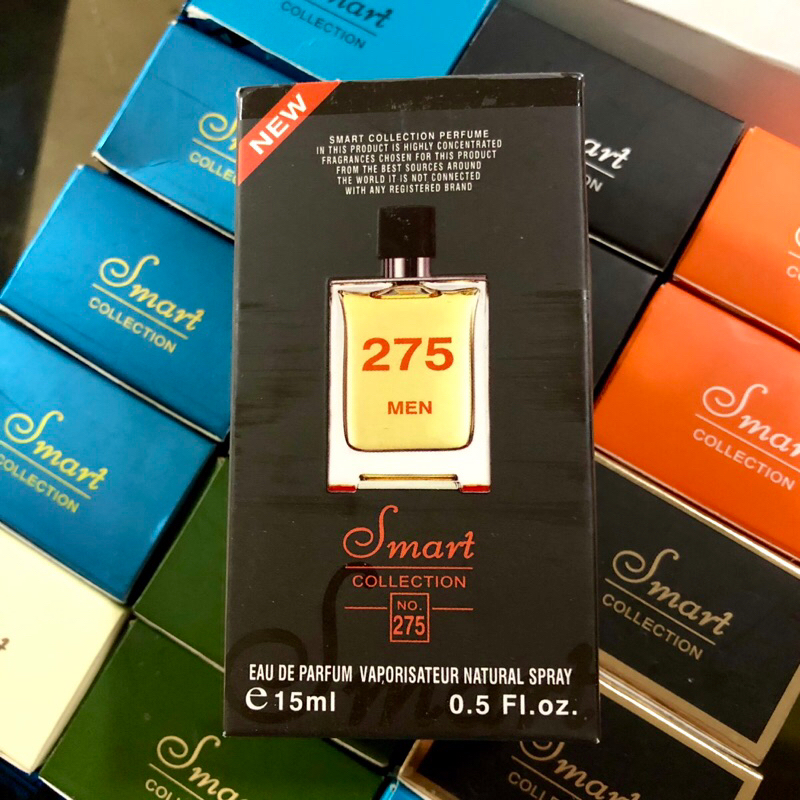 Smart
COLLECTION
NEW
SMART COLLECTION PERFUME
IN THIS PRODUCT IS HIGHLY CONCENTRATED
FRAGRANCES CHOSEN FOR THIS PRODUCT
FROM THE BEST SOURCES AROUND
THE WORLD IT IS NOT CONNECTED
WITH ANY REGISTERED BRAND
275
MEN
Smart
COLLECTION
NO.
275
EAU DE PARFUM VAPORISATEUR NATURAL SPRAY
e 15ml 0.5 Fl.oz.
Smart
COLLECTION
Smart
COLLECTION
Smart
COLLECTION
Smart
COLLECTION
Smart